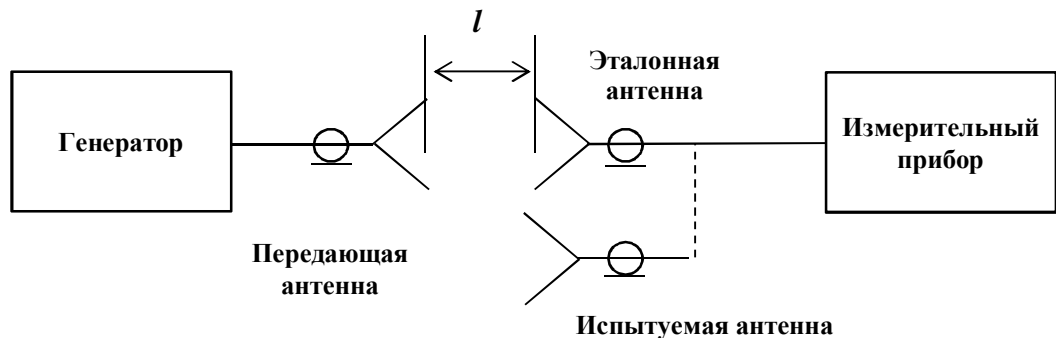 l
Эталонная
антенна
Генератор
Измерительный
прибор
Передающая
антенна
Испытуемая антенна